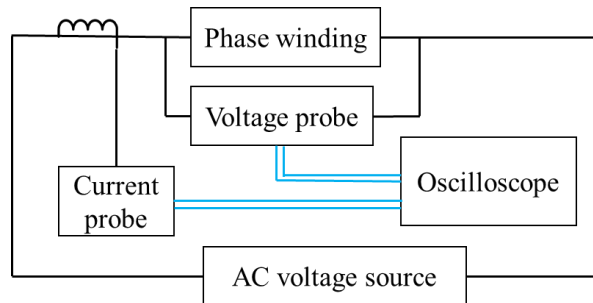 Phase winding
Voltage probe
Current
probe
Oscilloscope
AC voltage source